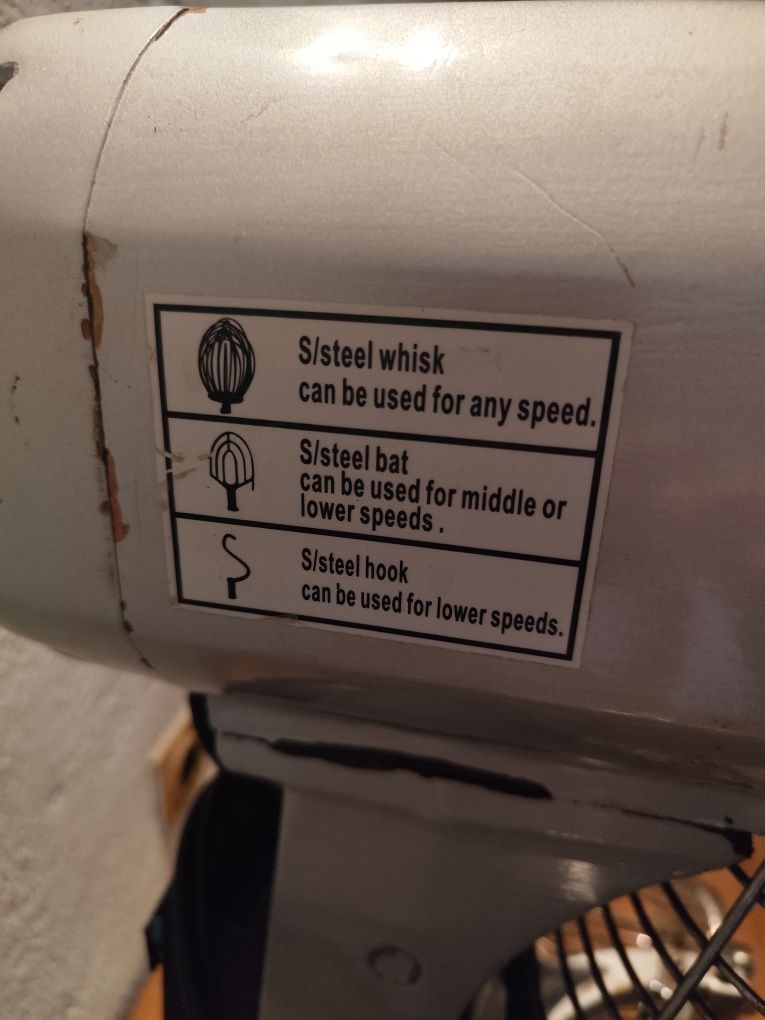 S/steel whisk
can be used for any speed.
S/steel bat
can be used for middle or
lower speeds .
S/steel hook
can be used for lower speeds.